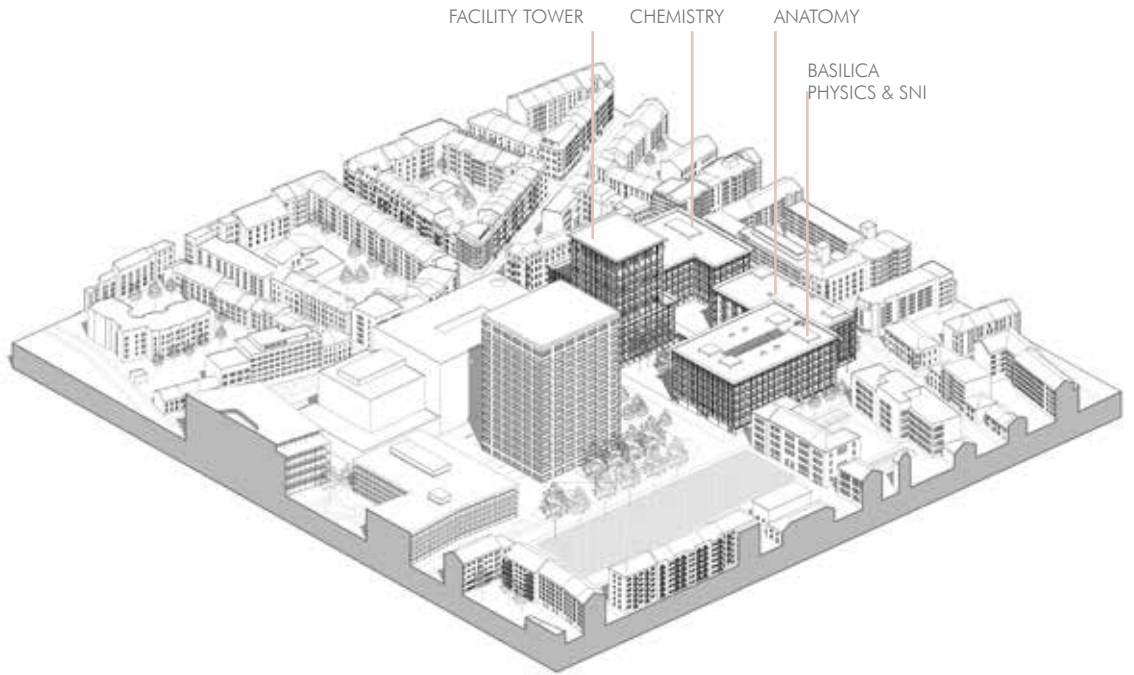 FACILITY TOWER
CHEMISTRY
ANATOMY
BASILICA
PHYSICS & SNI